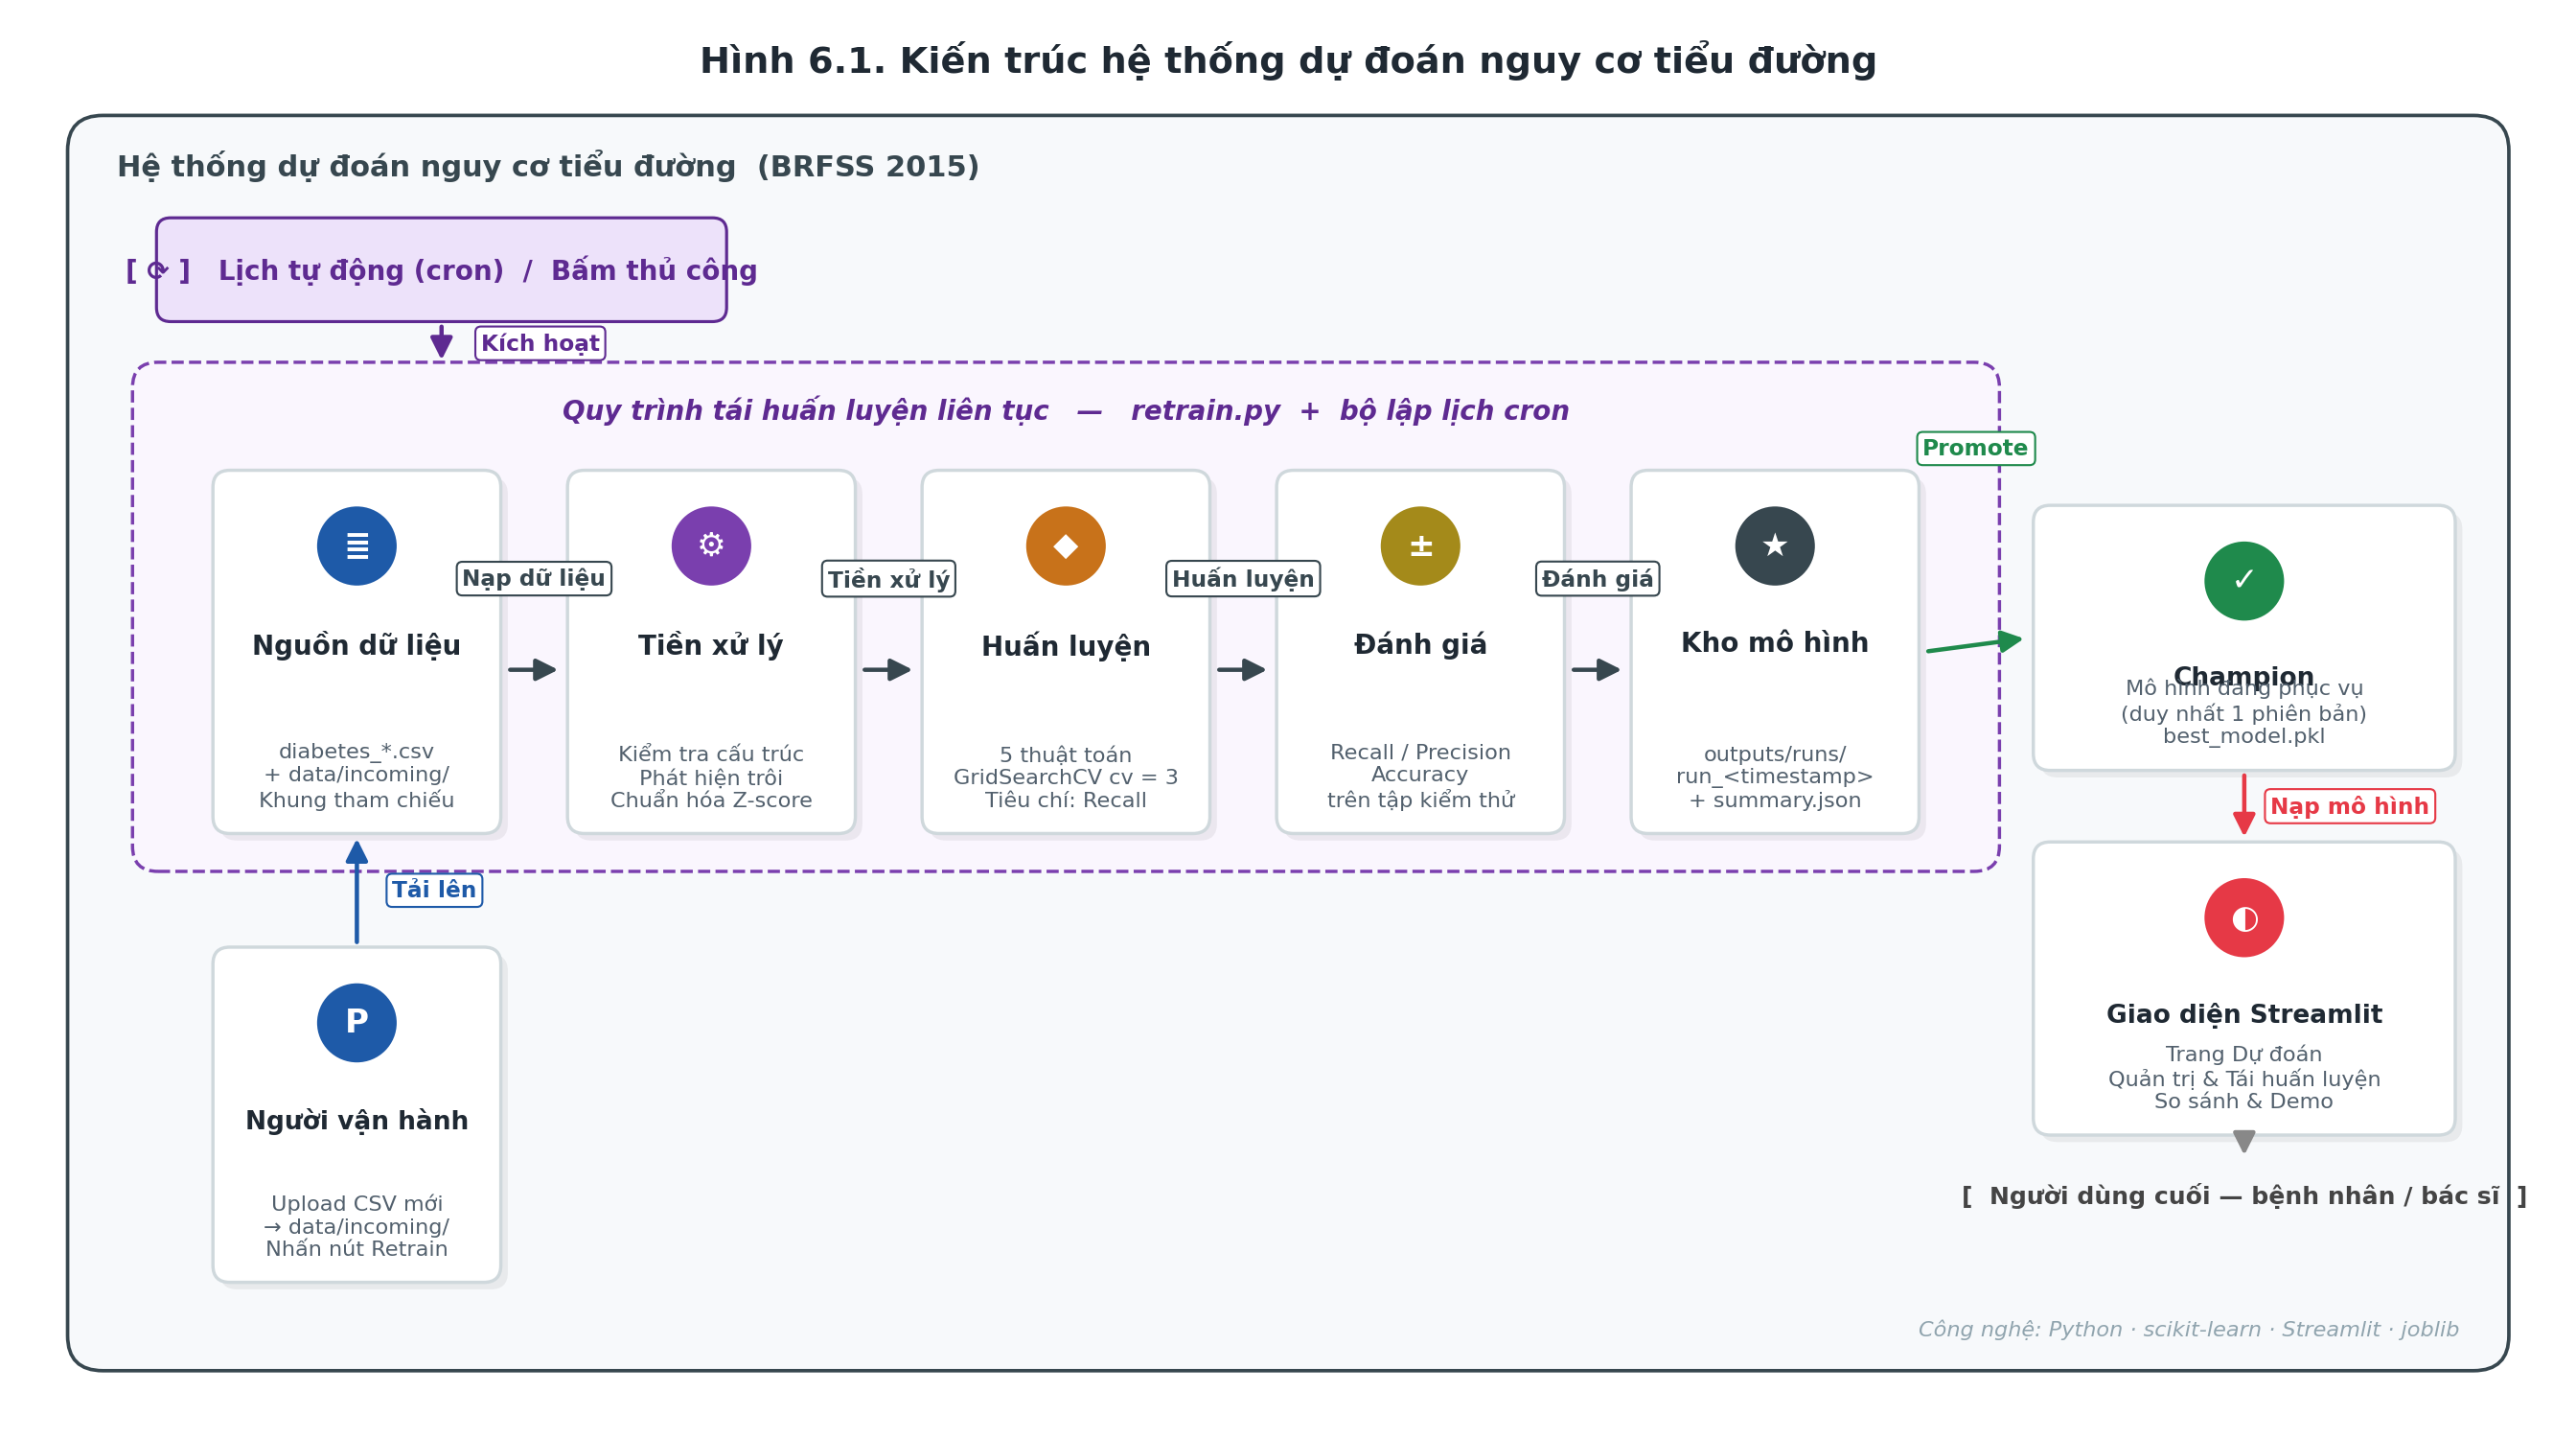 Hình 6.1. Kiến trúc hệ thống dự đoán nguy cơ tiểu đường
Hệ thống dự đoán nguy cơ tiểu đường (BRFSS 2015)
[ ⟳ ] Lịch tự động (cron) / Bấm thủ công
Kích hoạt
Quy trình tái huấn luyện liên tục — retrain.py + bộ lập lịch cron
Promote
Nạp dữ liệu
Tiền xử lý
Huấn luyện
Đánh giá
Nguồn dữ liệu
diabetes_*.csv
+ data/incoming/
Khung tham chiếu
Tiền xử lý
Kiểm tra cấu trúc
Phát hiện trôi
Chuẩn hóa Z-score
Huấn luyện
5 thuật toán
GridSearchCV cv = 3
Tiêu chí: Recall
±
Đánh giá
Recall / Precision
Accuracy
trên tập kiểm thử
Kho mô hình
outputs/runs/
run_<timestamp>
+ summary.json
Champion
Mô hình đang phục vụ
(duy nhất 1 phiên bản)
best_model.pkl
Nạp mô hình
Giao diện Streamlit
Trang Dự đoán
Quản trị & Tái huấn luyện
So sánh & Demo
[ Người dùng cuối — bệnh nhân / bác sĩ ]
Tải lên
P
Người vận hành
Upload CSV mới
→ data/incoming/
Nhấn nút Retrain
Công nghệ: Python · scikit-learn · Streamlit · joblib